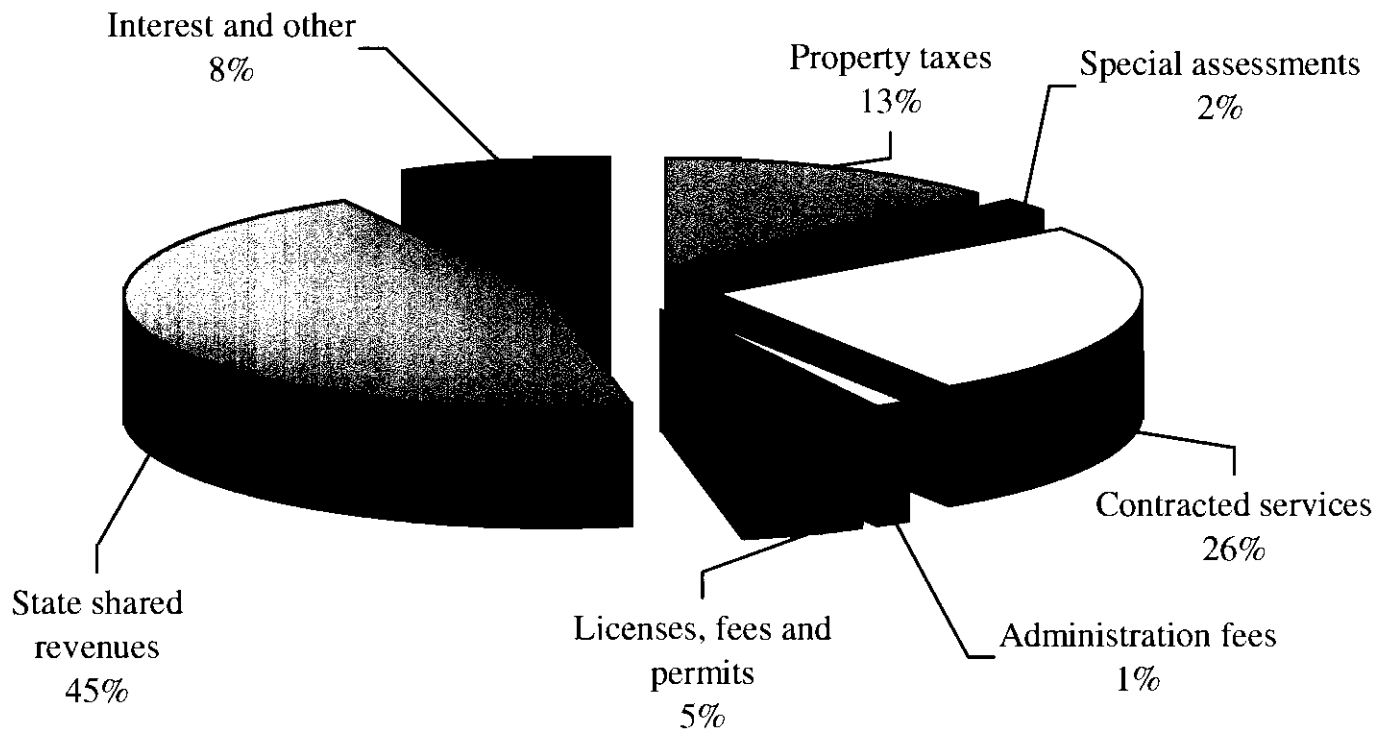 Interest and other
8%
Property taxes
13%
Special assessments
2%
Contracted services
26%
Administration fees
1%
Licenses, fees and
permits
5%
State shared
revenues
45%